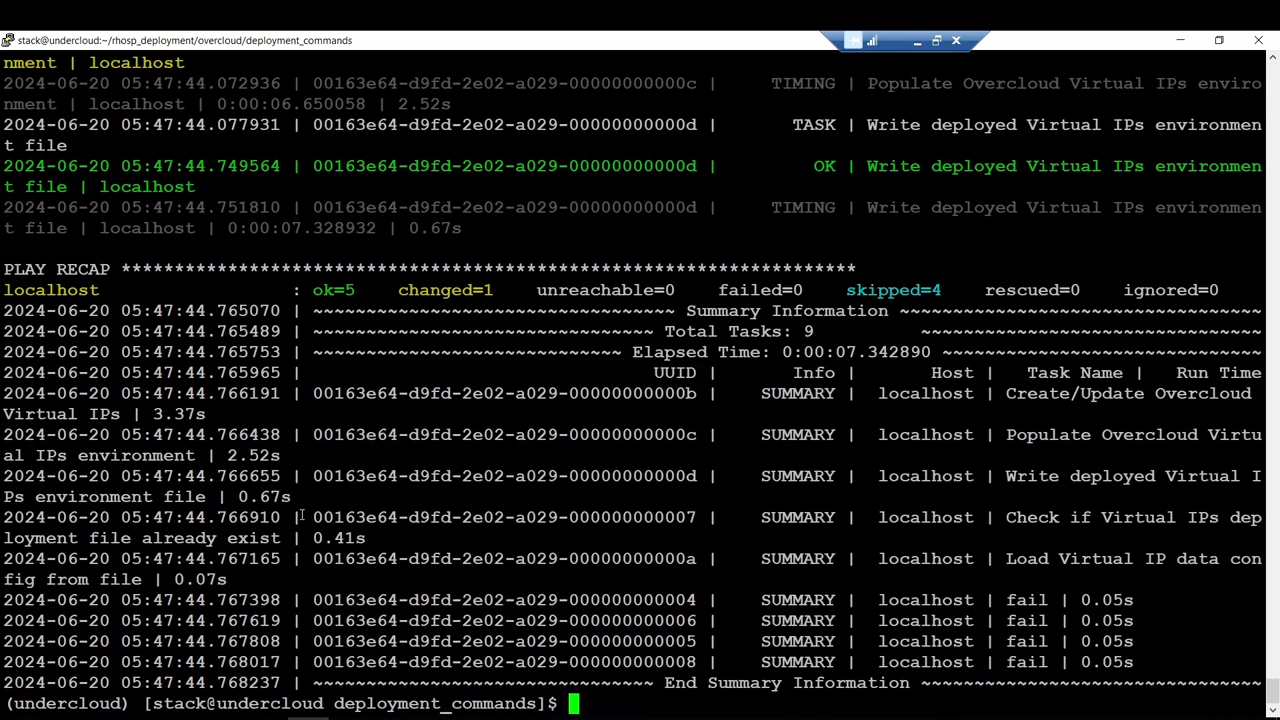 stack@undercloud:~/rhosp_deployment/overcloud/deployment_commands
nment | localhost
2024-06-20 05:47:44.072936 | 00163e64-d9fd-2e02-a029-00000000000c |     TIMING | Populate Overcloud Virtual IPs enviro
nment | localhost | 0:00:06.650058 | 2.52s
2024-06-20 05:47:44.077931 | 00163e64-d9fd-2e02-a029-00000000000d |       TASK | Write deployed Virtual IPs environmen
t file
2024-06-20 05:47:44.749564 | 00163e64-d9fd-2e02-a029-00000000000d |         OK | Write deployed Virtual IPs environmen
t file | localhost
2024-06-20 05:47:44.751810 | 00163e64-d9fd-2e02-a029-00000000000d |     TIMING | Write deployed Virtual IPs environmen
t file | localhost | 0:00:07.328932 | 0.67s
PLAY RECAP *********************************************************************
localhost                  : ok=5    changed=1    unreachable=0    failed=0    skipped=4    rescued=0    ignored=0
2024-06-20 05:47:44.765070 | ~~~~~~~~~~~~~~~~~~~~~~~~~~~~~~~~~~ Summary Information ~~~~~~~~~~~~~~~~~~~~~~~~~~~~~~~~~~
2024-06-20 05:47:44.765489 | ~~~~~~~~~~~~~~~~~~~~~~~~~~~~~~~~ Total Tasks: 9          ~~~~~~~~~~~~~~~~~~~~~~~~~~~~~~~~
2024-06-20 05:47:44.765753 | ~~~~~~~~~~~~~~~~~~~~~~~~~~~~~ Elapsed Time: 0:00:07.342890 ~~~~~~~~~~~~~~~~~~~~~~~~~~~~~~
2024-06-20 05:47:44.765965 |                                 UUID |       Info |       Host |   Task Name |   Run Time
2024-06-20 05:47:44.766191 | 00163e64-d9fd-2e02-a029-00000000000b |    SUMMARY |  localhost | Create/Update Overcloud
Virtual IPs | 3.37s
2024-06-20 05:47:44.766438 | 00163e64-d9fd-2e02-a029-00000000000c |    SUMMARY |  localhost | Populate Overcloud Virtu
al IPs environment | 2.52s
2024-06-20 05:47:44.766655 | 00163e64-d9fd-2e02-a029-00000000000d |    SUMMARY |  localhost | Write deployed Virtual I
Ps environment file | 0.67s
2024-06-20 05:47:44.766910 | 00163e64-d9fd-2e02-a029-000000000007 |    SUMMARY |  localhost | Check if Virtual IPs dep
loyment file already exist | 0.41s
2024-06-20 05:47:44.767165 | 00163e64-d9fd-2e02-a029-00000000000a |    SUMMARY |  localhost | Load Virtual IP data con
fig from file | 0.07s
2024-06-20 05:47:44.767398 | 00163e64-d9fd-2e02-a029-000000000004 |    SUMMARY |  localhost | fail | 0.05s
2024-06-20 05:47:44.767619 | 00163e64-d9fd-2e02-a029-000000000006 |    SUMMARY |  localhost | fail | 0.05s
2024-06-20 05:47:44.767808 | 00163e64-d9fd-2e02-a029-000000000005 |    SUMMARY |  localhost | fail | 0.05s
2024-06-20 05:47:44.768017 | 00163e64-d9fd-2e02-a029-000000000008 |    SUMMARY |  localhost | fail | 0.05s
2024-06-20 05:47:44.768237 | ~~~~~~~~~~~~~~~~~~~~~~~~~~~~~~~~ End Summary Information ~~~~~~~~~~~~~~~~~~~~~~~~~~~~~~~~~
(undercloud) [stack@undercloud deployment_commands]$